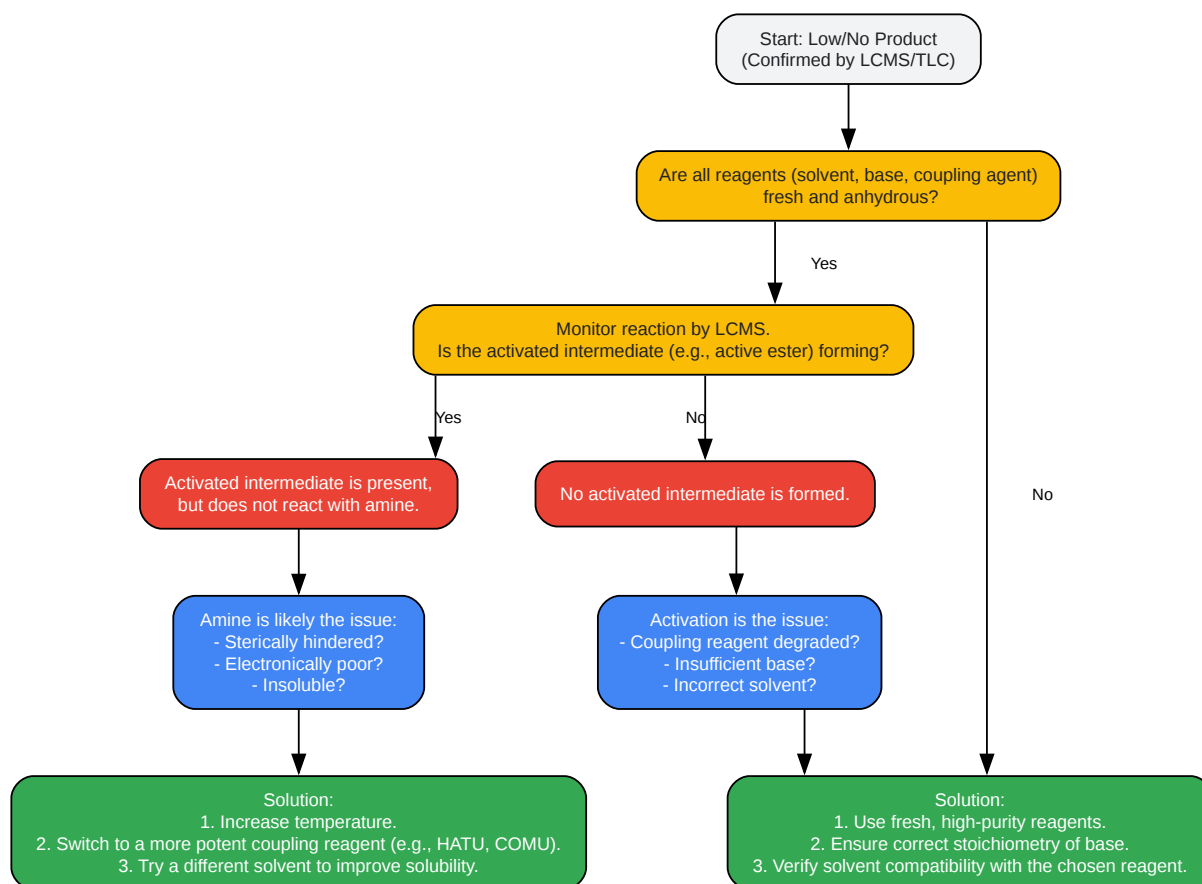 Start: Low/No Product
(Confirmed by LCMS/TLC)
Are all reagents (solvent, base, coupling agent)
fresh and anhydrous?
Yes
Monitor reaction by LCMS.
Is the activated intermediate (e.g., active ester) forming?
Yes
No
Activated intermediate is present,
but does not react with amine.
No activated intermediate is formed.
No
Amine is likely the issue:
- Sterically hindered?
- Electronically poor?
- Insoluble?
Activation is the issue:
- Coupling reagent degraded?
- Insufficient base?
- Incorrect solvent?
Solution:
1. Increase temperature.
2. Switch to a more potent coupling reagent (e.g., HATU, COMU).
3. Try a different solvent to improve solubility.
Solution:
1. Use fresh, high-purity reagents.
2. Ensure correct stoichiometry of base.
3. Verify solvent compatibility with the chosen reagent.